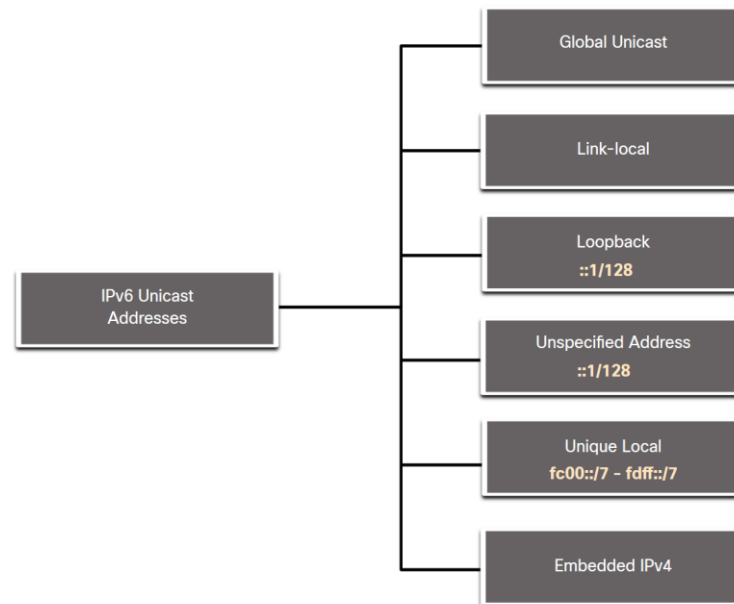 Global Unicast
Link-local
Loopback
::1/128
IPv6 Unicast
Addresses
Unspecified Address
::1/128
Unique Local
fc00::/7 - fdff::/7
Embedded IPv4